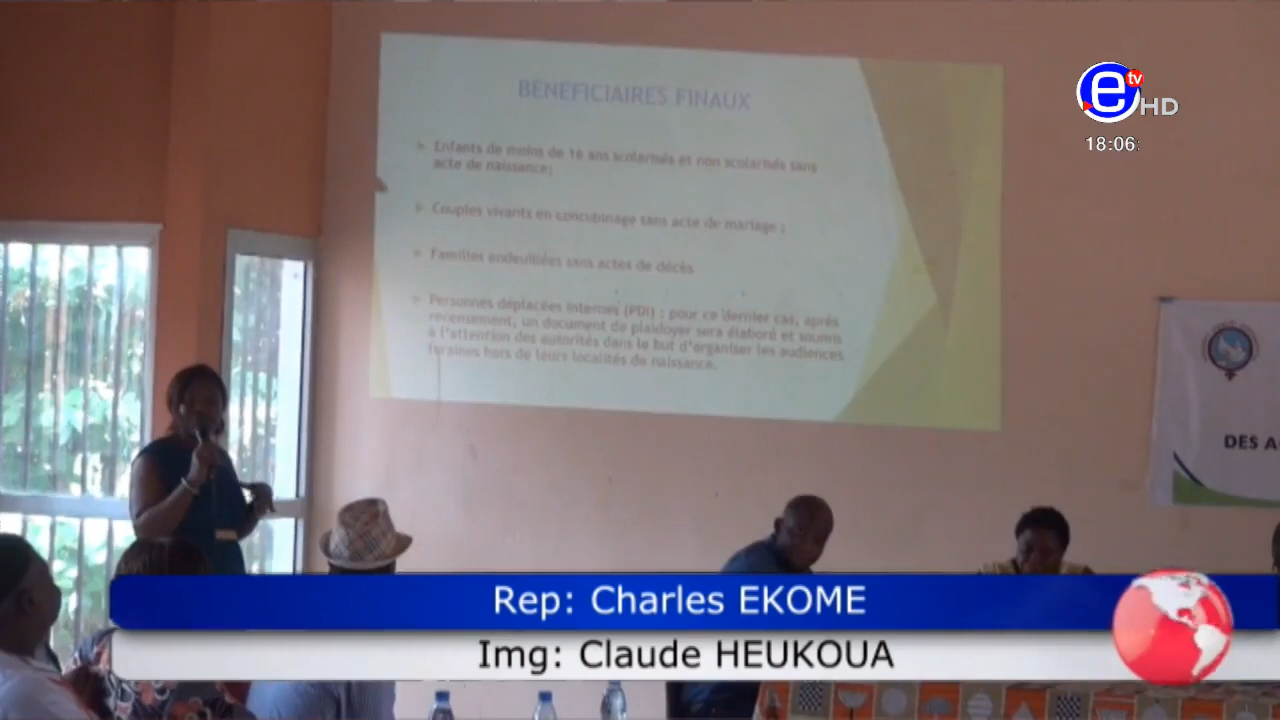 BENEFICIAIRES FINAUX
Enfants de moins de 16 ans scolarisés et non scolarisés sans
acte de naissance;
Couples vivants en concubinage sans acte de mariage ;
Familles endeuillées sans actes de décès
Personnes déplacées internes (PDI) : pour ce dernier cas, après
recensement, un document de plaidoyer sera élaboré et soumis
à l'attention des autorités dans le but d'organiser les audiences
foraines hors de leurs localités de naissance.
e tv
HD
18:06:
DES A
Rep: Charles EKOME
Img: Claude HEUKOUA